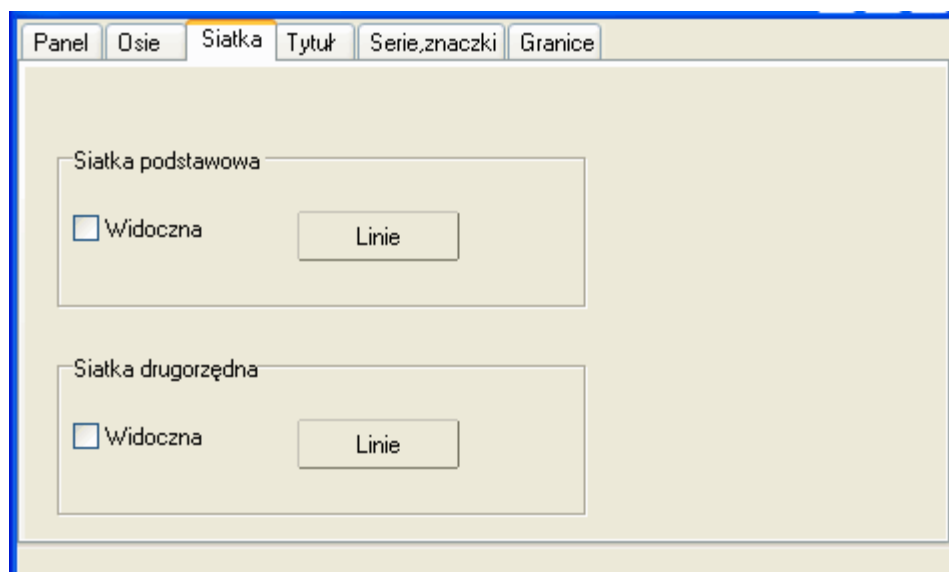 Panel Osie Siatka Tytuł Serie,znaczki Granice
Siatka podstawowa
Widoczna Linie
Siatka drugorzędna
Widoczna Linie